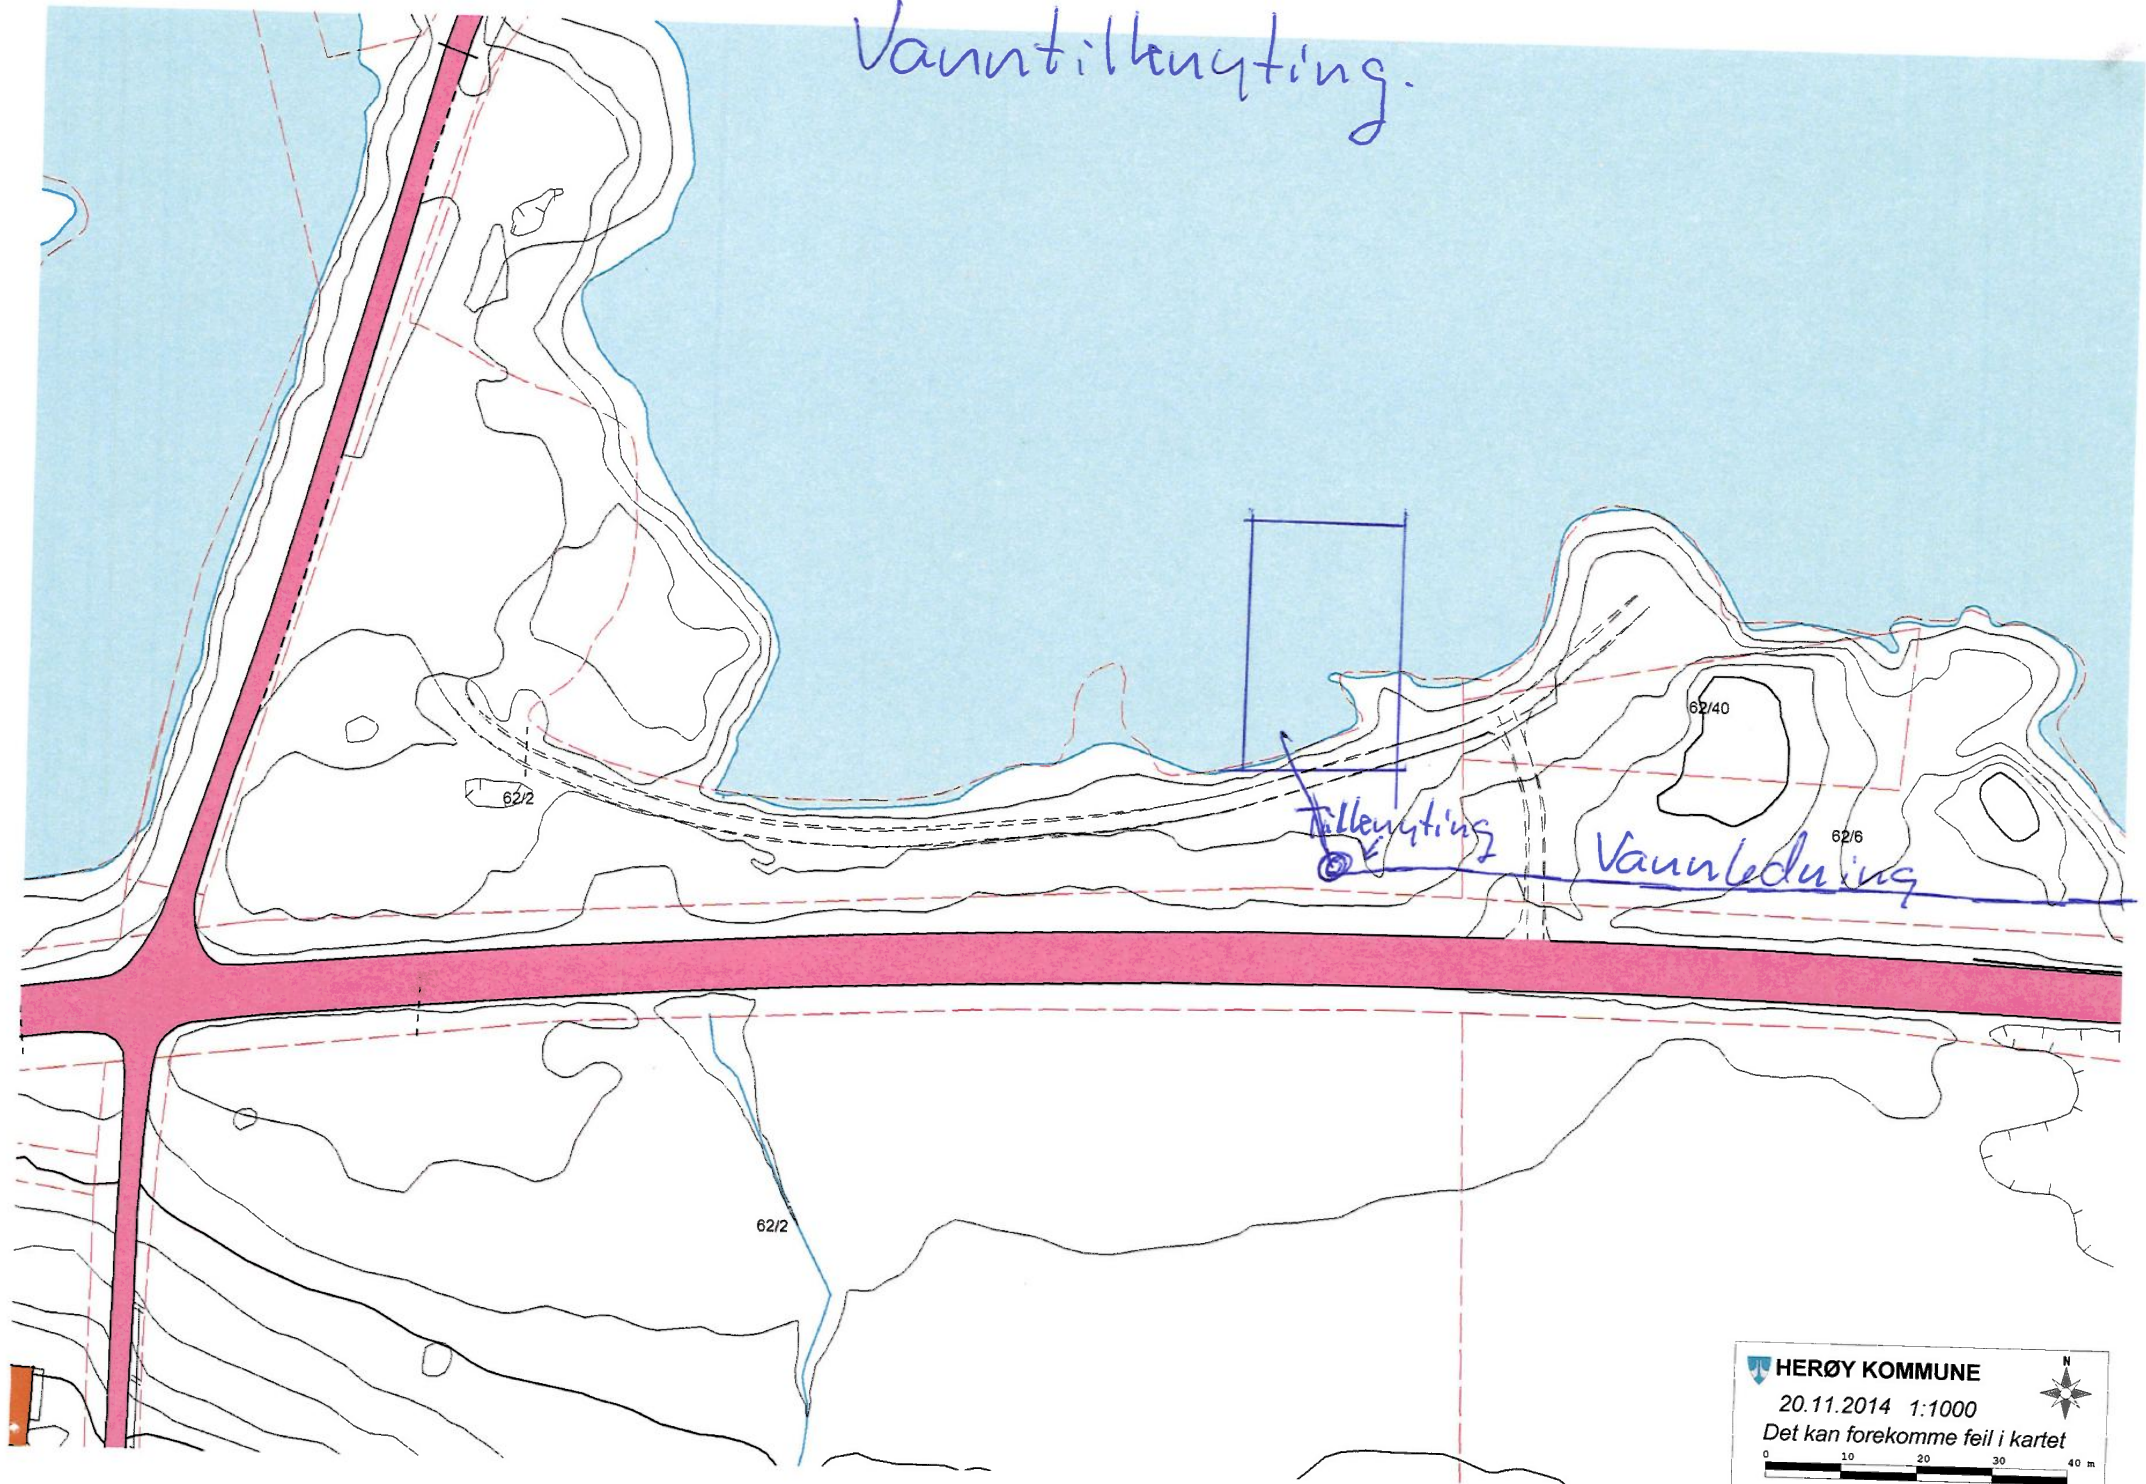 Vanntilknyting.
62/40
62/2
Tilknyting
62/6
Vannledning
62/2
N
HERØY KOMMUNE
20.11.2014 1:1000
Det kan forekomme feil i kartet
0 10 20 30 40 m